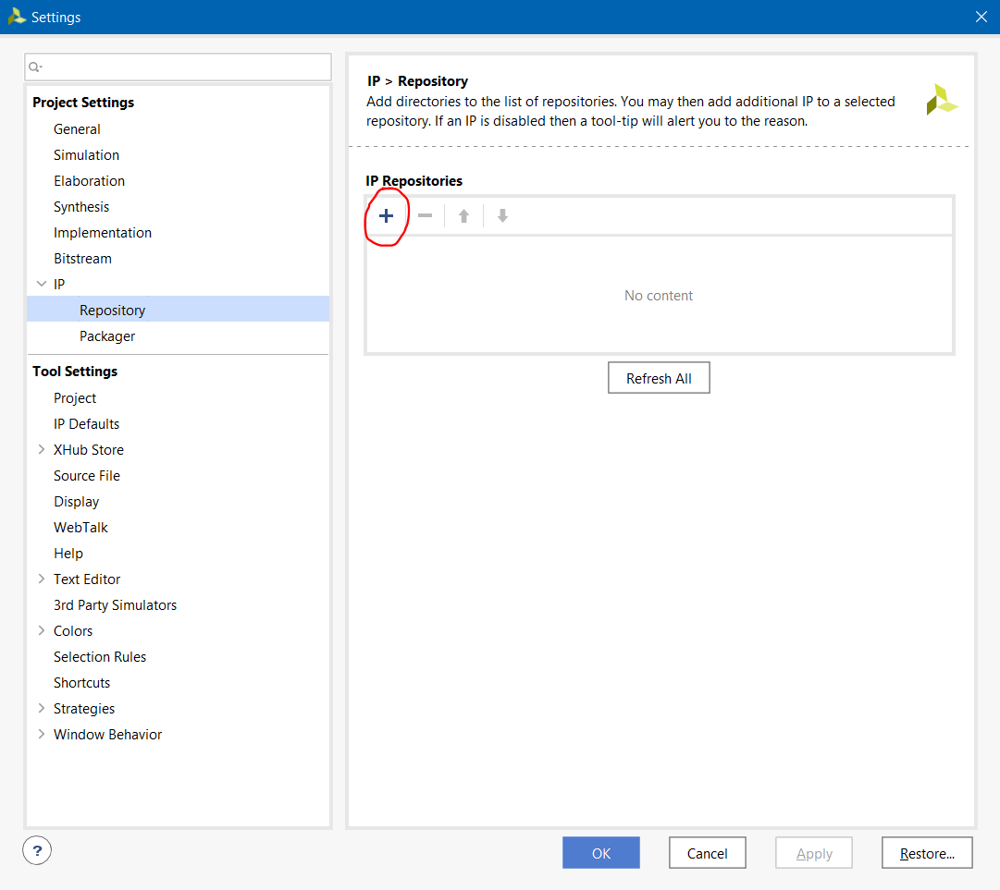 Settings
Project Settings
General
Simulation
Elaboration
Synthesis
Implementation
Bitstream
IP
Repository
Packager
Tool Settings
Project
IP Defaults
XHub Store
Source File
Display
WebTalk
Help
Text Editor
3rd Party Simulators
Colors
Selection Rules
Shortcuts
Strategies
Window Behavior
IP > Repository
Add directories to the list of repositories. You may then add additional IP to a selected
repository. If an IP is disabled then a tool-tip will alert you to the reason.
IP Repositories
No content
Refresh All
?
OK
Cancel
Apply
Restore...